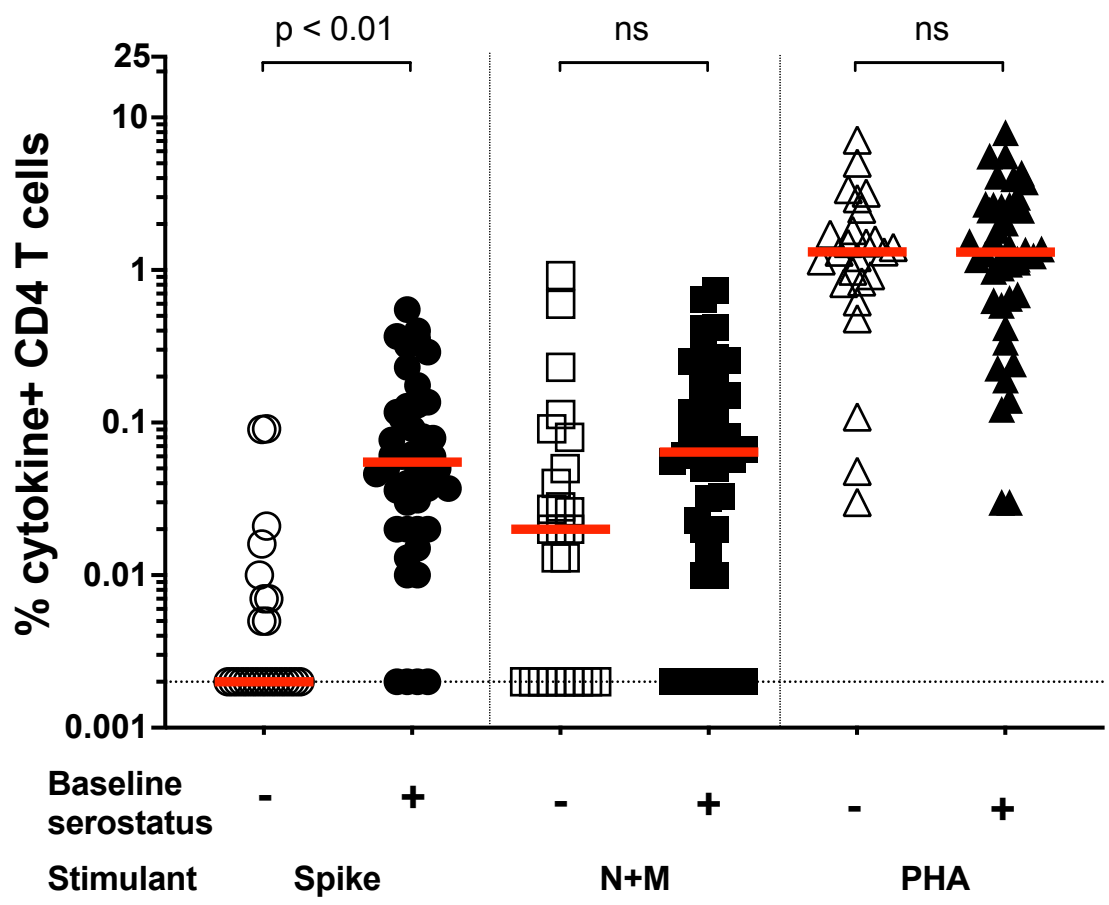 p < 0.01 ns ns
25
10
1
0.1
0.01
0.001
% cytokine+ CD4 T cells
Baseline
serostatus - + - + - +
Stimulant Spike N+M PHA